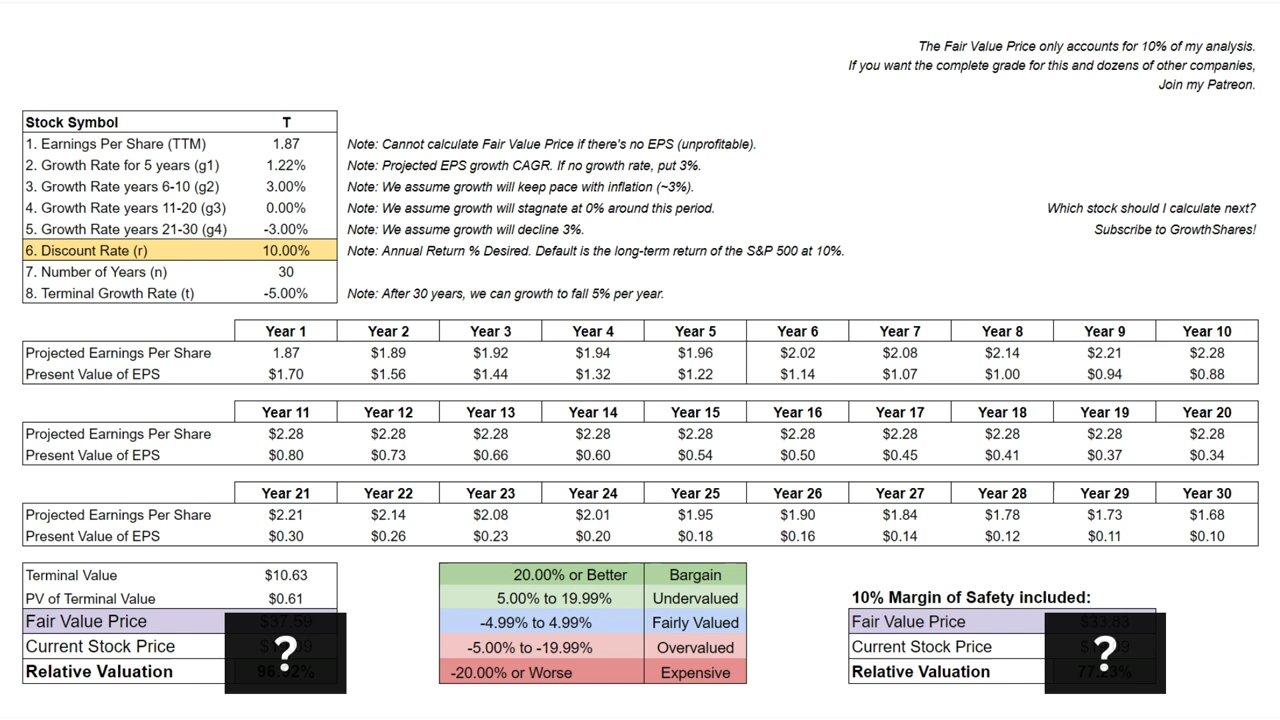 The Fair Value Price only accounts for 10% of my analysis.
If you want the complete grade for this and dozens of other companies,
Join my Patreon.
Stock Symbol T
1. Earnings Per Share (TTM) 1.87 Note: Cannot calculate Fair Value Price if there's no EPS (unprofitable).
2. Growth Rate for 5 years (g1) 1.22% Note: Projected EPS growth CAGR. If no growth rate, put 3%.
3. Growth Rate years 6-10 (g2) 3.00% Note: We assume growth will keep pace with inflation (~3%).
4. Growth Rate years 11-20 (g3) 0.00% Note: We assume growth will stagnate at 0% around this period. Which stock should I calculate next?
5. Growth Rate years 21-30 (g4) -3.00% Note: We assume growth will decline 3%. Subscribe to GrowthShares!
6. Discount Rate (r) 10.00% Note: Annual Return % Desired. Default is the long-term return of the S&P 500 at 10%.
7. Number of Years (n) 30
8. Terminal Growth Rate (t) -5.00% Note: After 30 years, we can growth to fall 5% per year.
Year 1 Year 2 Year 3 Year 4 Year 5 Year 6 Year 7 Year 8 Year 9 Year 10
Projected Earnings Per Share 1.87 $1.89 $1.92 $1.94 $1.96 $2.02 $2.08 $2.14 $2.21 $2.28
Present Value of EPS $1.70 $1.56 $1.44 $1.32 $1.22 $1.14 $1.07 $1.00 $0.94 $0.88
Year 11 Year 12 Year 13 Year 14 Year 15 Year 16 Year 17 Year 18 Year 19 Year 20
Projected Earnings Per Share $2.28 $2.28 $2.28 $2.28 $2.28 $2.28 $2.28 $2.28 $2.28 $2.28
Present Value of EPS $0.80 $0.73 $0.66 $0.60 $0.54 $0.50 $0.45 $0.41 $0.37 $0.34
Year 21 Year 22 Year 23 Year 24 Year 25 Year 26 Year 27 Year 28 Year 29 Year 30
Projected Earnings Per Share $2.21 $2.14 $2.08 $2.01 $1.95 $1.90 $1.84 $1.78 $1.73 $1.68
Present Value of EPS $0.30 $0.26 $0.23 $0.20 $0.18 $0.16 $0.14 $0.12 $0.11 $0.10
Terminal Value $10.63 20.00% or Better Bargain
PV of Terminal Value $0.61 5.00% to 19.99% Undervalued 10% Margin of Safety included:
Fair Value Price -4.99% to 4.99% Fairly Valued Fair Value Price
Current Stock Price ? -5.00% to -19.99% Overvalued Current Stock Price ?
Relative Valuation -20.00% or Worse Expensive Relative Valuation